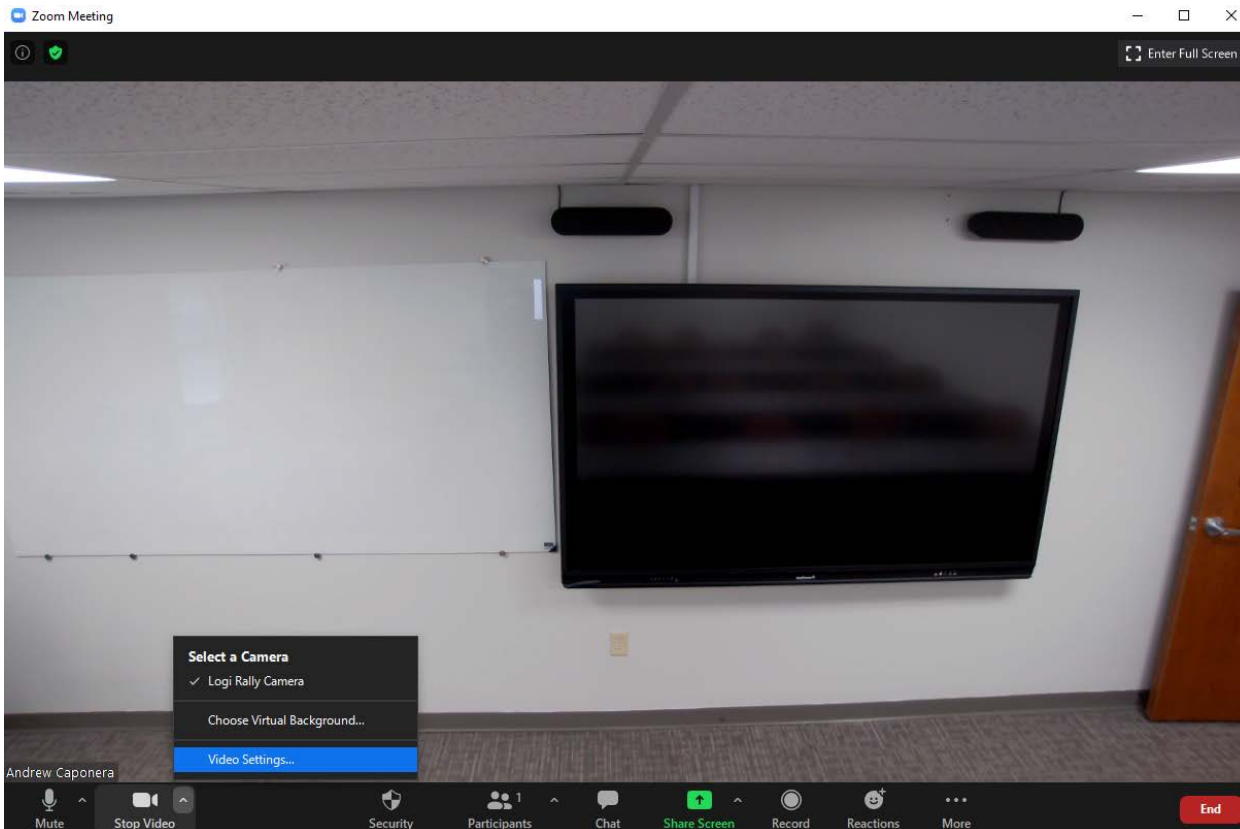 Zoom Meeting
Enter Full Screen
Select a Camera
Logi Rally Camera
Choose Virtual Background...
Video Settings...
Andrew Caponera
Mute
Stop Video
Security
1
Participants
Chat
Share Screen
Record
Reactions
More
End